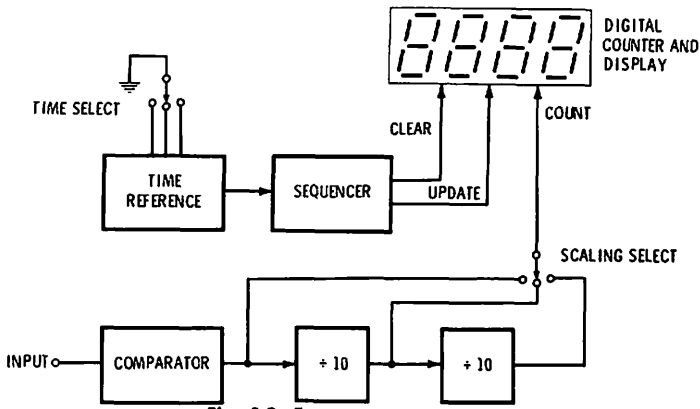 DIGITAL
COUNTER AND
DISPLAY
TIME SELECT
CLEAR
COUNT
TIME
REFERENCE
SEQUENCER
UPDATE
SCALING SELECT
INPUT
COMPARATOR
÷ 10
÷ 10